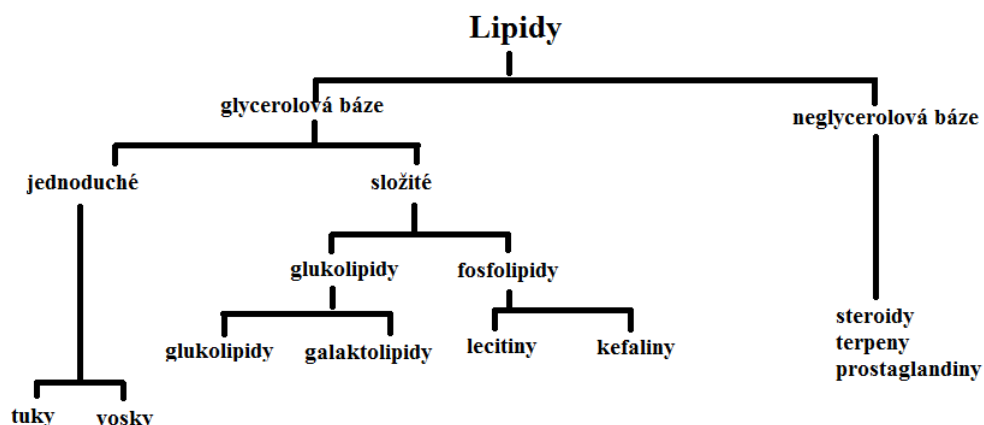 Lipidy
glycerolová báze
neglycerolová báze
jednoduché
složité
glukolipidy
fosfolipidy
glukolipidy
galaktolipidy
lecitiny
kefaliny
steroidy
terpeny
prostaglandiny
tuky
vosky